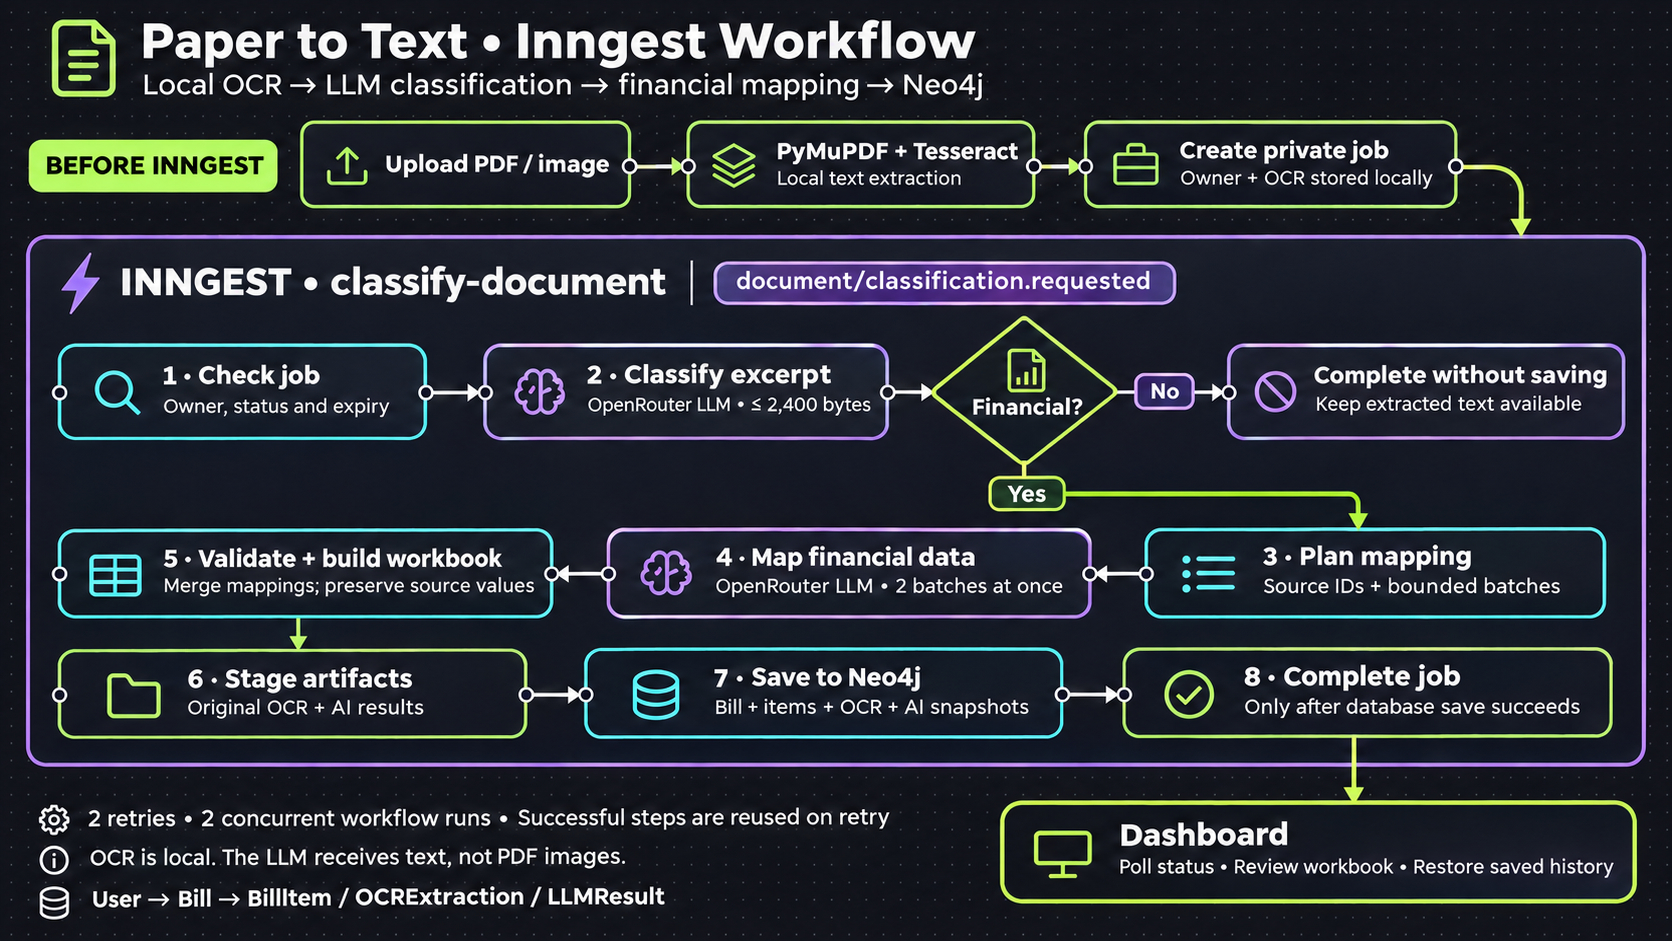 Paper to Text • Inngest Workflow
Local OCR → LLM classification → financial mapping → Neo4j
BEFORE INNGEST
Upload PDF / image
PyMuPDF + Tesseract
Local text extraction
Create private job
Owner + OCR stored locally
INNGEST • classify-document
document/classification.requested
1 · Check job
Owner, status and expiry
2 · Classify excerpt
OpenRouter LLM • ≤ 2,400 bytes
Financial?
No
Complete without saving
Keep extracted text available
Yes
5 · Validate + build workbook
Merge mappings; preserve source values
4 · Map financial data
OpenRouter LLM • 2 batches at once
3 · Plan mapping
Source IDs + bounded batches
6 · Stage artifacts
Original OCR + AI results
7 · Save to Neo4j
Bill + items + OCR + AI snapshots
8 · Complete job
Only after database save succeeds
2 retries • 2 concurrent workflow runs • Successful steps are reused on retry
OCR is local. The LLM receives text, not PDF images.
User → Bill → BillItem / OCRExtraction / LLMResult
Dashboard
Poll status • Review workbook • Restore saved history